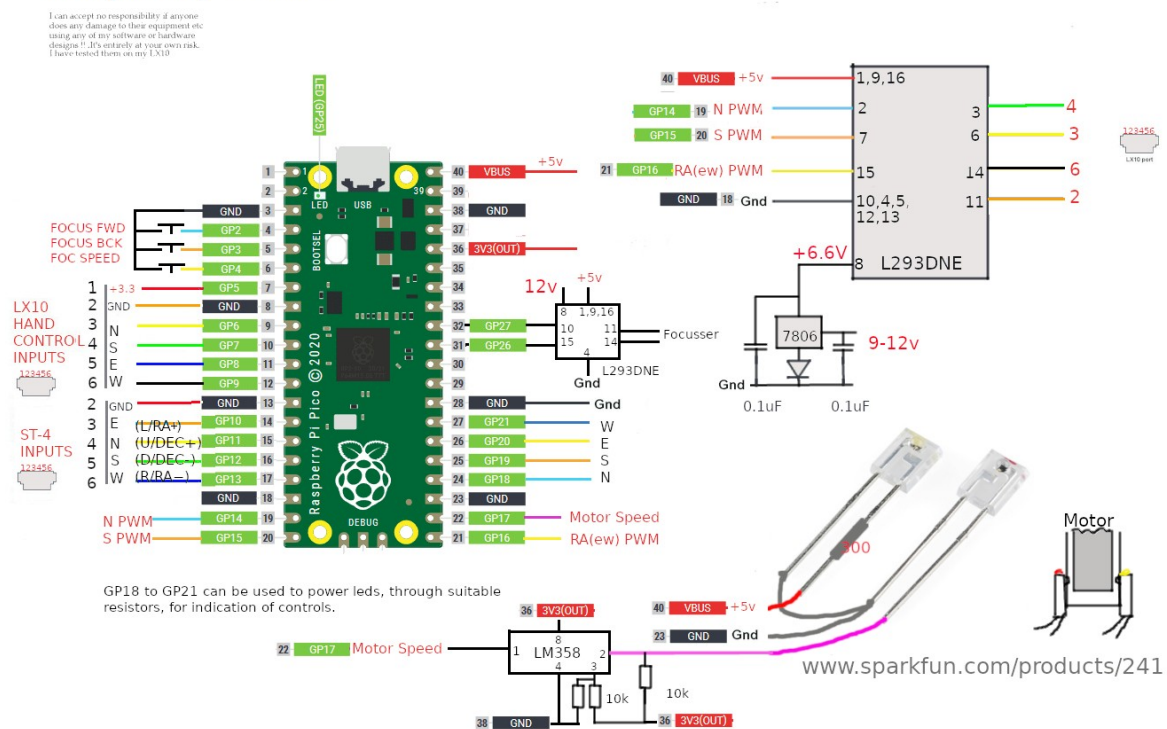 I can accept no responsibility if anyone
does any damage to their equipment etc
using any of my software or hardware
designs !! .It's entirely at your own risk.
I have tested them on my LX10
LED (GP25)
1
2
3
4
5
6
7
8
9
10
11
12
13
14
15
16
17
18
19
20
GND
GP2
GP3
GP4
GP5
GND
GP6
GP7
GP8
GP9
GND
GP10
GP11
GP12
GP13
GND
GP14
GP15
FOCUS FWD
FOCUS BCK
FOC SPEED
LX10
HAND
CONTROL
INPUTS
123456
1 +3.3
2 GND
3 N
4 S
5 E
6 W
ST-4
INPUTS
123456
2 GND
3 E (L/RA+)
4 N (U/DEC+)
5 S (D/DEC-)
6 W (R/RA-)
N PWM
S PWM
1
2
LED
USB
39
BOOTSEL
Raspberry Pi Pico © 2020
DEBUG
40 VBUS +5v
39
38 GND
37
36 3V3(OUT)
35
34
33
32 GP27
31 GP26
30
29
28 GND Gnd
27 GP21 W
26 GP20 E
25 GP19 S
24 GP18 N
23 GND
22 GP17 Motor Speed
21 GP16 RA(ew) PWM
12v +5v
8 1,9,16
10 11
15 14
4
Focusser
L293DNE
Gnd
40 VBUS +5v
GP14 19 N PWM
GP15 20 S PWM
21 GP16 RA(ew) PWM
GND 18 Gnd
1,9,16
2
7
15
10,4,5,
12,13
8 L293DNE
3 4
6 3
14 6
11 2
123456
LX10 port
+6.6V
7806
9-12v
Gnd
0.1uF 0.1uF
GP18 to GP21 can be used to power leds, through suitable
resistors, for indication of controls.
36 3V3(OUT)
22 GP17 Motor Speed
8
1 LM358 2
4 3
10k
10k
38 GND
36 3V3(OUT)
40 VBUS +5v
23 GND Gnd
300
Motor
www.sparkfun.com/products/241